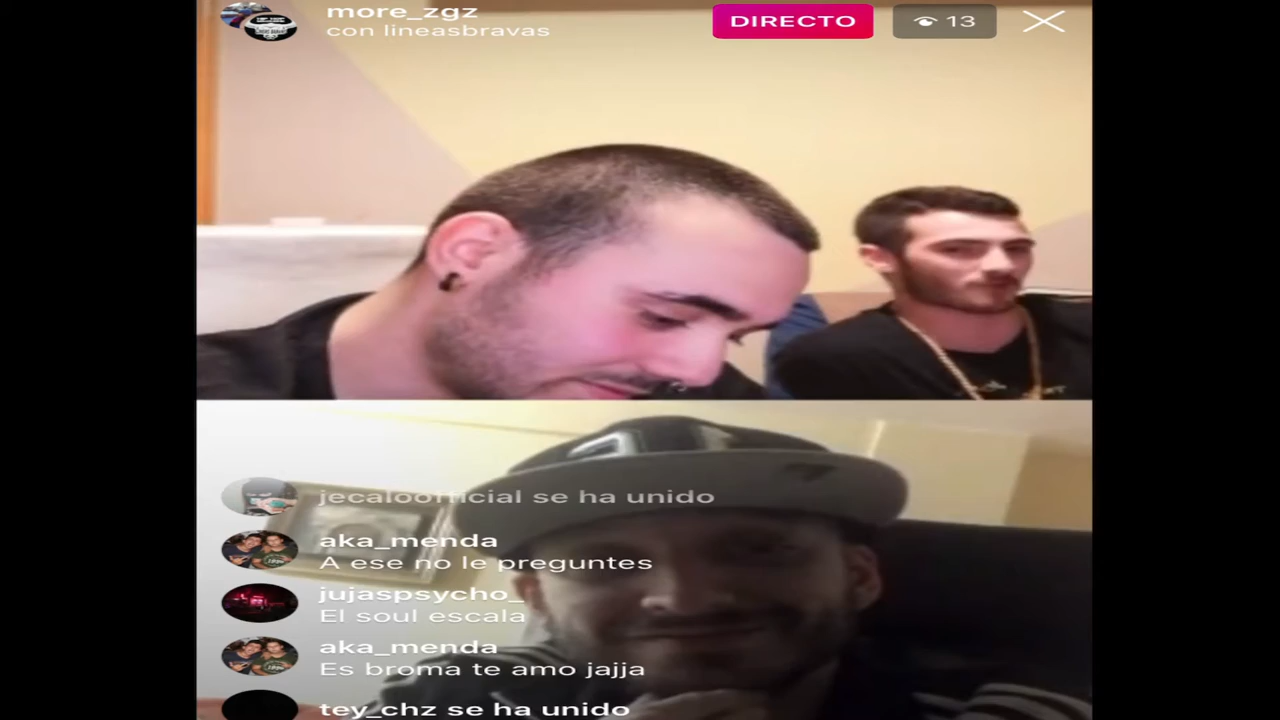 more_zgz
con lineasbravas
DIRECTO
13
jecaloofficial se ha unido
aka_menda
A ese no le preguntes
jujaspsycho_
El soul escala
aka_menda
Es broma te amo jajja
tey_chz se ha unido